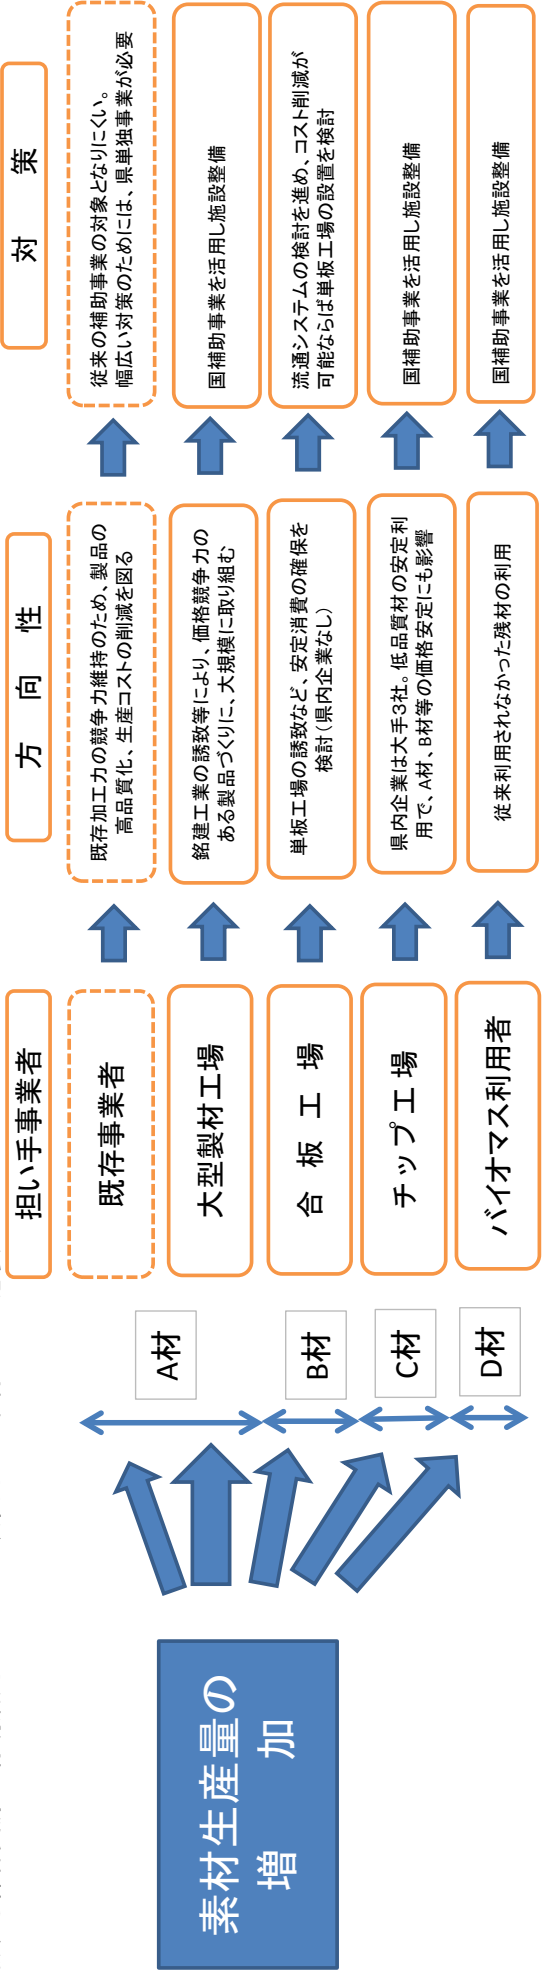 素材生産量の
増　加
A材
B材
C材
D材
担い手事業者
方　向　性
対　　策
既存事業者
既存加工力の競争力維持のため、製品の
高品質化、生産コストの削減を図る
従来の補助事業の対象となりにくい。
幅広い対策のためには、県単独事業が必要
大型製材工場
銘建工業の誘致等により、価格競争力の
ある製品づくりに、大規模に取り組む
国補助事業を活用し施設整備
合　板　工　場
単板工場の誘致など、安定消費の確保を
検討（県内企業なし）
流通システムの検討を進め、コスト削減が
可能ならば単板工場の設置を検討
チップ工場
県内企業は大手3社。低品質材の安定利
用で、A材、B材等の価格安定にも影響
国補助事業を活用し施設整備
バイオマス利用者
従来利用されなかった残材の利用
国補助事業を活用し施設整備